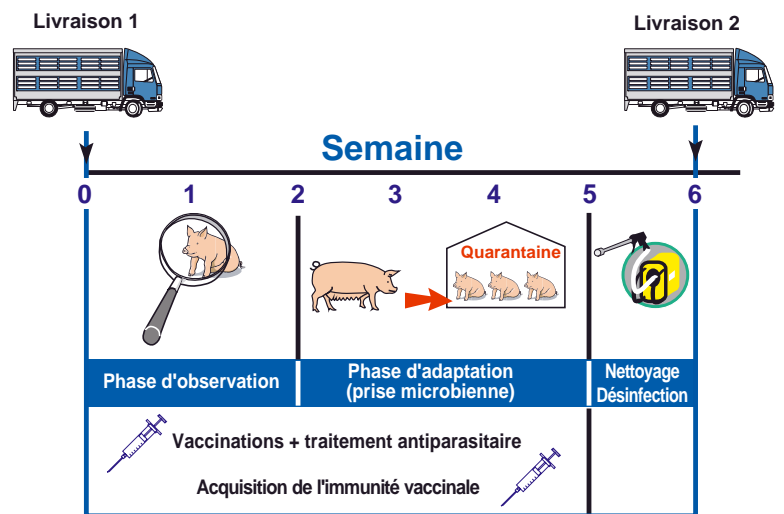 Livraison 1
Livraison 2
Semaine
0 1 2 3 4 5 6
Quarantaine
Phase d'observation
Phase d'adaptation
(prise microbienne)
Nettoyage
Désinfection
Vaccinations + traitement antiparasitaire
Acquisition de l'immunité vaccinale